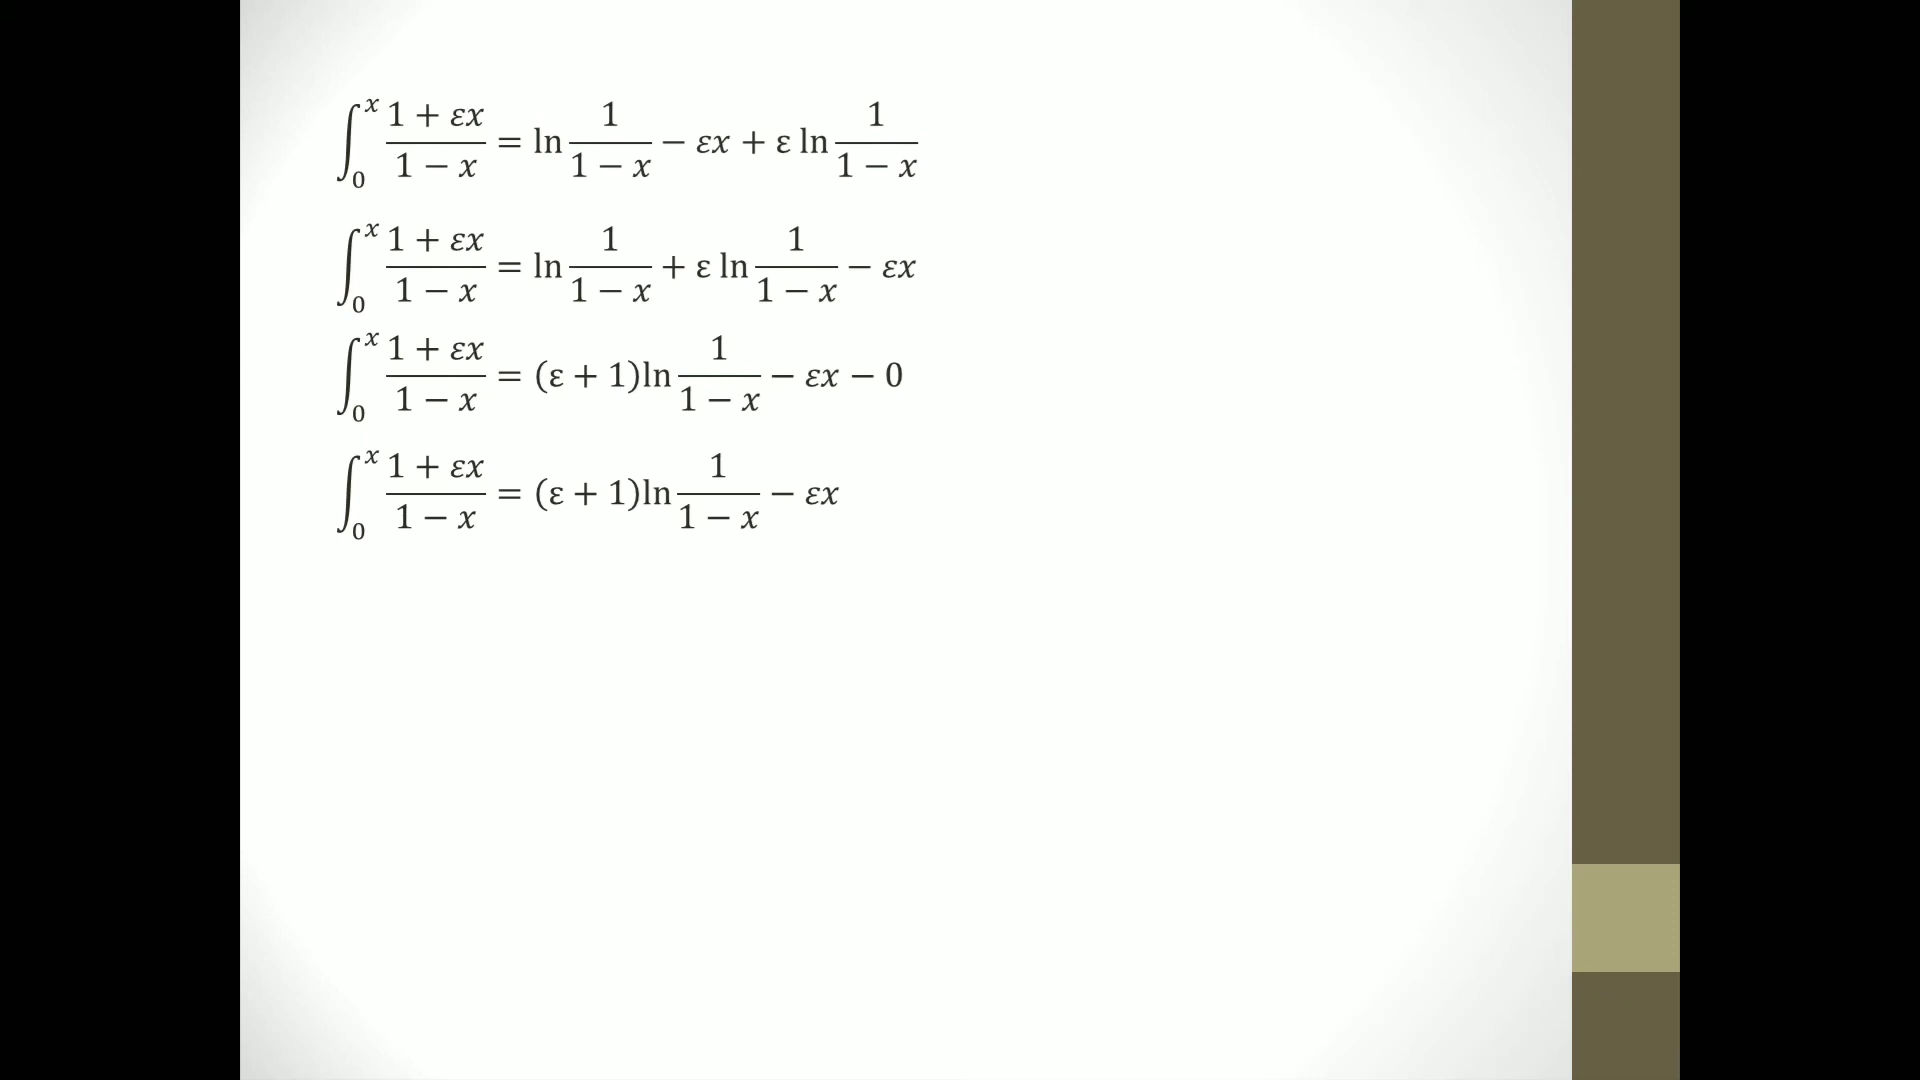 ∫₀ˣ (1 + εx)/(1 − x) = ln 1/(1 − x) − εx + ε ln 1/(1 − x)
∫₀ˣ (1 + εx)/(1 − x) = ln 1/(1 − x) + ε ln 1/(1 − x) − εx
∫₀ˣ (1 + εx)/(1 − x) = (ε + 1)ln 1/(1 − x) − εx − 0
∫₀ˣ (1 + εx)/(1 − x) = (ε + 1)ln 1/(1 − x) − εx